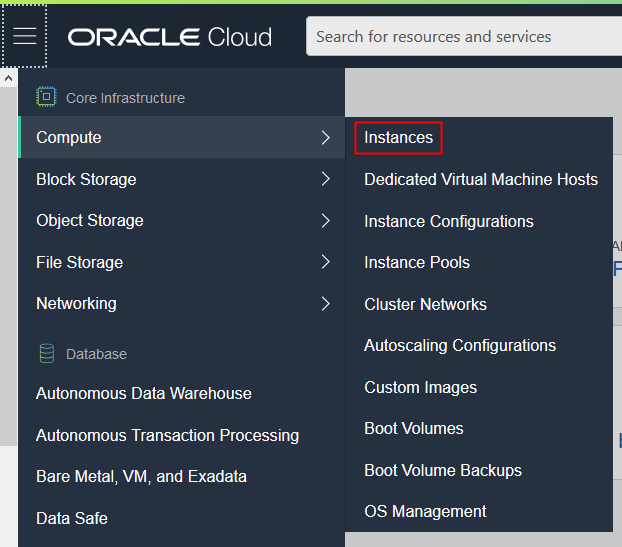 ORACLE Cloud
Search for resources and services
Core Infrastructure
Compute
Block Storage
Object Storage
File Storage
Networking
Database
Autonomous Data Warehouse
Autonomous Transaction Processing
Bare Metal, VM, and Exadata
Data Safe
Instances
Dedicated Virtual Machine Hosts
Instance Configurations
Instance Pools
Cluster Networks
Autoscaling Configurations
Custom Images
Boot Volumes
Boot Volume Backups
OS Management